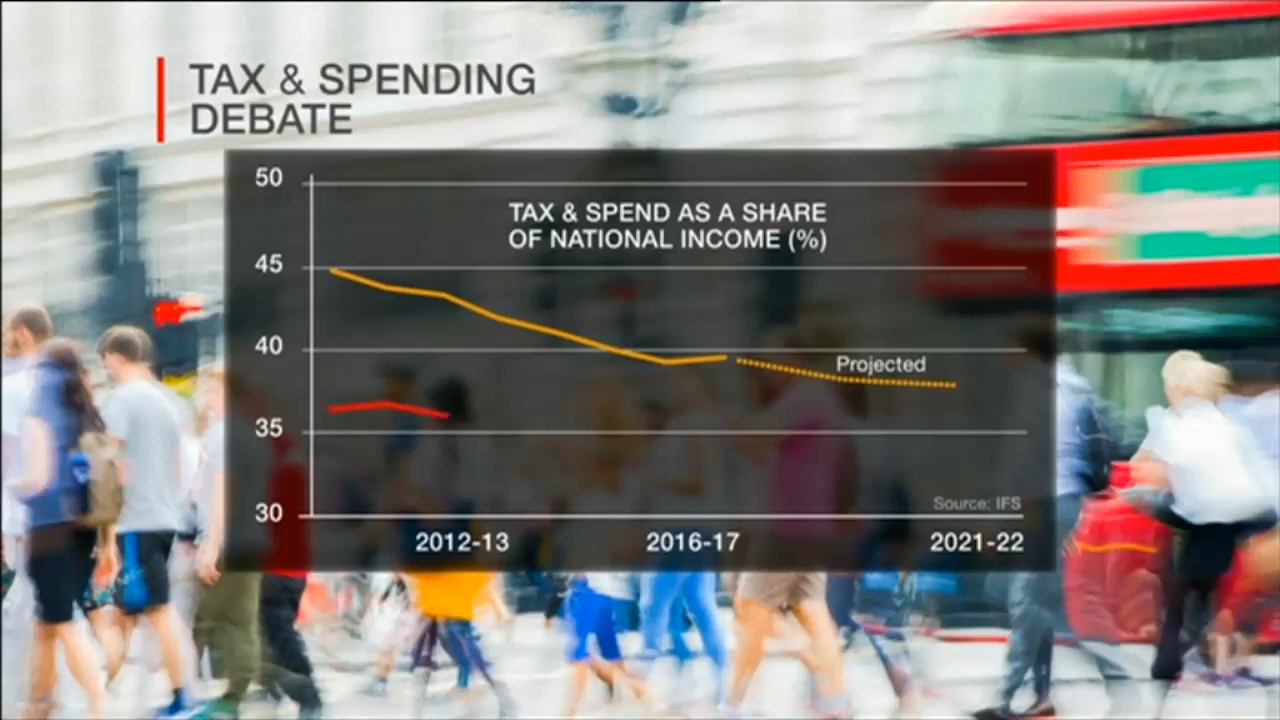 TAX & SPENDING
DEBATE
50
TAX & SPEND AS A SHARE
OF NATIONAL INCOME (%)
45
40
Projected
35
Source: IFS
30
2012-13
2016-17
2021-22